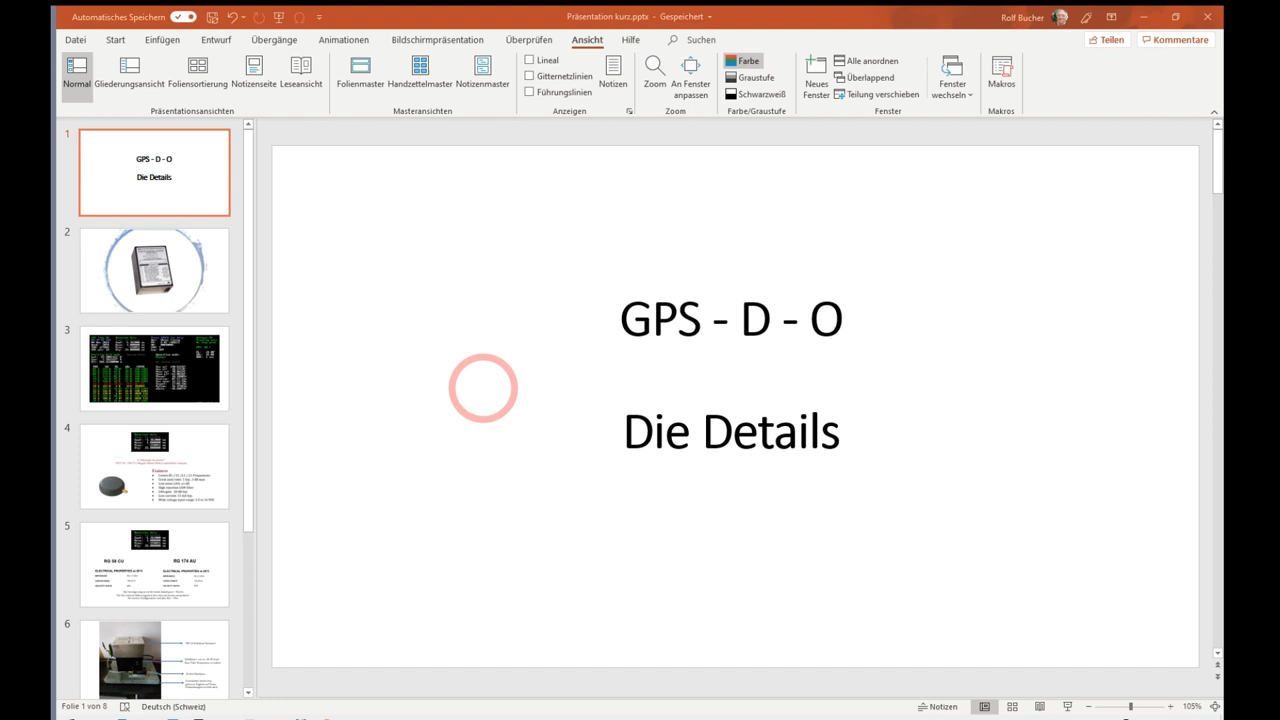 Automatisches Speichern
Präsentation kurz.pptx - Gespeichert
Rolf Bucher
Datei Start Einfügen Entwurf Übergänge Animationen Bildschirmpräsentation Überprüfen Ansicht Hilfe Suchen Teilen Kommentare
Normal Gliederungsansicht Foliensortierung Notizenseite Leseansicht
Präsentationsansichten
Folienmaster Handzettelmaster Notizenmaster
Masteransichten
Lineal
Gitternetzlinien
Führungslinien
Notizen
Anzeigen
Zoom An Fenster anpassen
Zoom
Farbe
Graustufe
Schwarzweiß
Farbe/Graustufe
Neues Fenster
Alle anordnen
Überlappend
Teilung verschieben
Fenster wechseln
Fenster
Makros
Makros
1
GPS - D - O
Die Details
2
3
4
Features
5
RG 58 CU RG 174 AU
6
GPS - D - O
Die Details
Folie 1 von 8 Deutsch (Schweiz) Notizen 105%